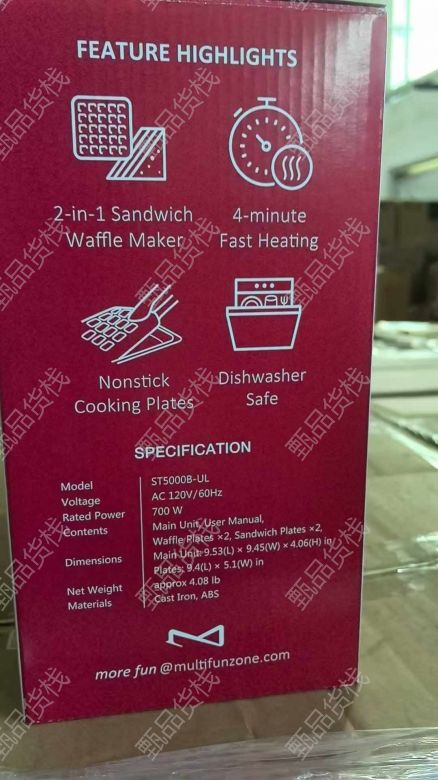 FEATURE HIGHLIGHTS
2-in-1 Sandwich
Waffle Maker
4-minute
Fast Heating
Nonstick
Cooking Plates
Dishwasher
Safe
SPECIFICATION
Model ST5000B-UL
Voltage AC 120V/60Hz
Rated Power 700 W
Contents Main Unit, User Manual,
Waffle Plates ×2, Sandwich Plates ×2,
Dimensions Main Unit: 9.53(L) × 9.45(W) × 4.06(H) in
Plates: 9.4(L) × 5.1(W) in
Net Weight approx 4.08 lb
Materials Cast Iron, ABS
more fun @multifunzone.com
甄品货栈